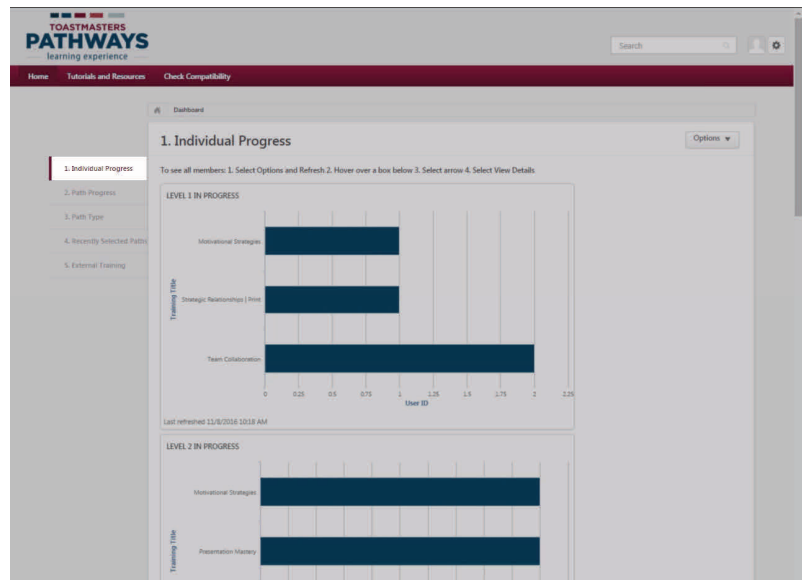 TOASTMASTERS
PATHWAYS
learning experience
Search
Home Tutorials and Resources Check Compatibility
Dashboard
1. Individual Progress
Options
1. Individual Progress
2. Path Progress
3. Path Type
4. Recently Selected Paths
5. External Training
To see all members: 1. Select Options and Refresh 2. Hover over a box below 3. Select arrow 4. Select View Details
LEVEL 1 IN PROGRESS
Training Title
Motivational Strategies
Strategic Relationships | Print
Team Collaboration
0 0.25 0.5 0.75 1 1.25 1.5 1.75 2 2.25
User ID
Last refreshed 11/8/2016 10:18 AM
LEVEL 2 IN PROGRESS
Training Title
Motivational Strategies
Presentation Mastery